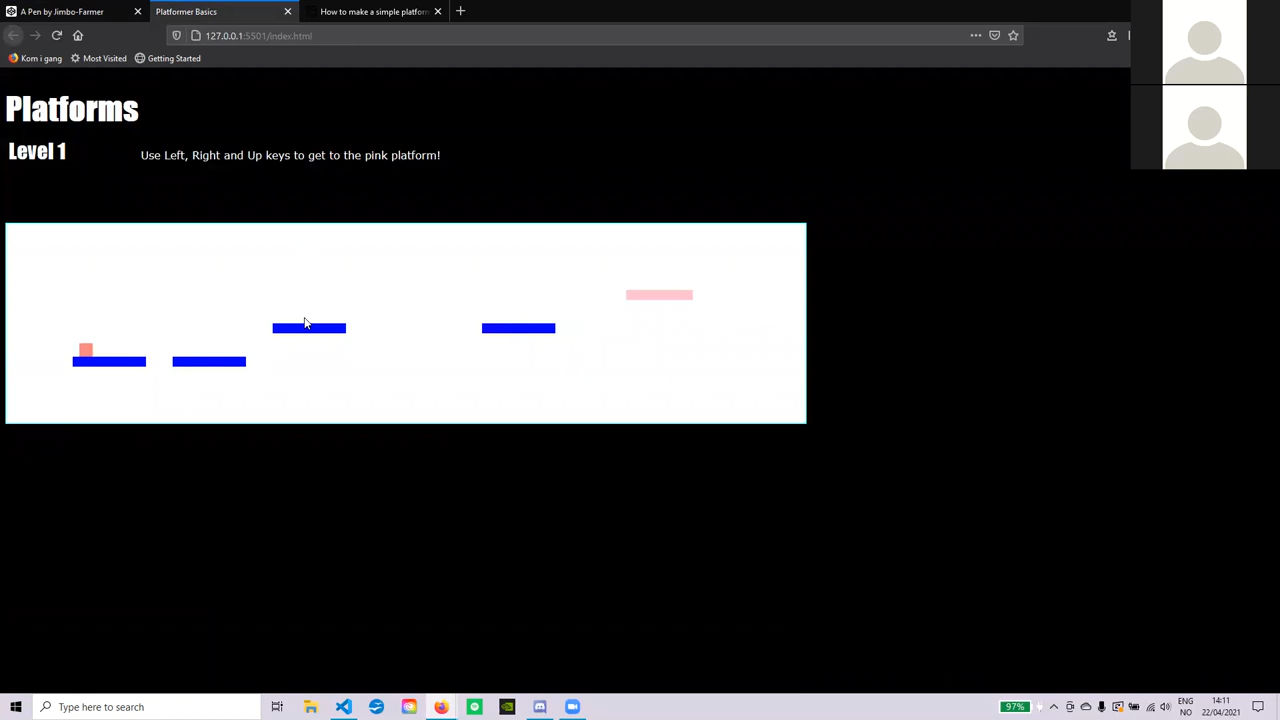 A Pen by Jimbo-Farmer
Platformer Basics
How to make a simple platform
127.0.0.1:5501/index.html
Kom i gang
Most Visited
Getting Started
Platforms
Level 1
Use Left, Right and Up keys to get to the pink platform!
Type here to search
97%
ENG
NO
14:11
22/04/2021